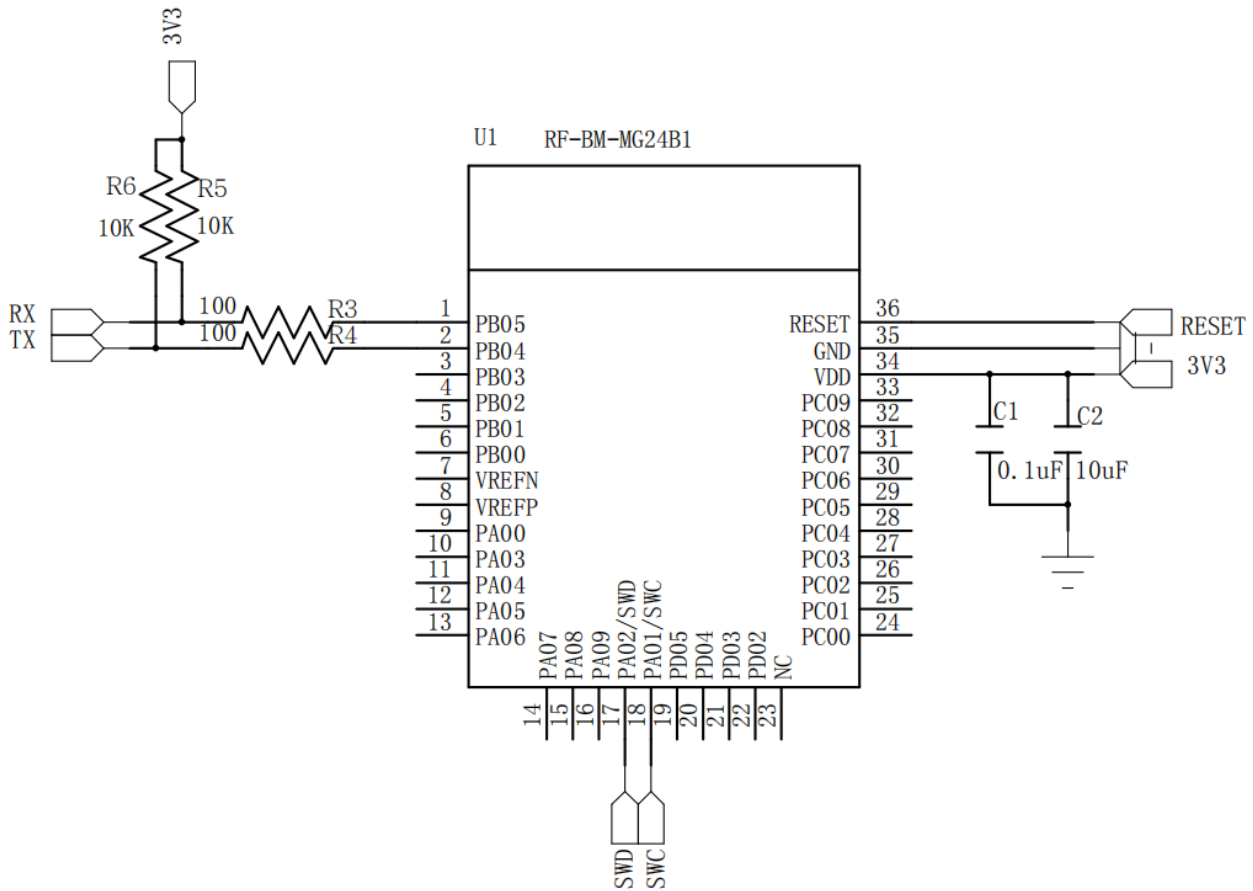 3V3
U1 RF-BM-MG24B1
R6 R5
10K 10K
RX 100 R3
TX 100 R4
1 PB05
2 PB04
3 PB03
4 PB02
5 PB01
6 PB00
7 VREFN
8 VREFP
9 PA00
10 PA03
11 PA04
12 PA05
13 PA06
RESET 36
GND 35
VDD 34
PC09 33
PC08 32
PC07 31
PC06 30
PC05 29
PC04 28
PC03 27
PC02 26
PC01 25
PC00 24
RESET
3V3
C1 C2
0.1uF 10uF
PA07 14
PA08 15
PA09 16
PA02/SWD 17
PA01/SWC 18
PD05 19
PD04 20
PD03 21
PD02 22
NC 23
SWD
SWC